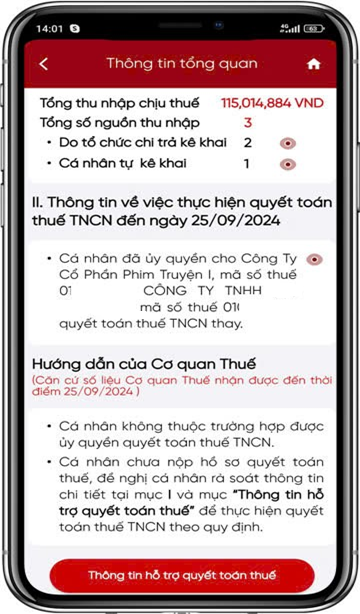 14:01
4G
63
Thông tin tổng quan
Tổng thu nhập chịu thuế 115,014,884 VND
Tổng số nguồn thu nhập 3
• Do tổ chức chi trả kê khai 2
• Cá nhân tự kê khai 1
II. Thông tin về việc thực hiện quyết toán
thuế TNCN đến ngày 25/09/2024
• Cá nhân đã ủy quyền cho Công Ty
Cổ Phần Phim Truyện I, mã số thuế
01 CÔNG TY TNHH
mã số thuế 01
quyết toán thuế TNCN thay.
Hướng dẫn của Cơ quan Thuế
(Căn cứ số liệu Cơ quan Thuế nhận được đến thời
điểm 25/09/2024 )
• Cá nhân không thuộc trường hợp được
ủy quyền quyết toán thuế TNCN.
• Cá nhân chưa nộp hồ sơ quyết toán
thuế, đề nghị cá nhân rà soát thông tin
chi tiết tại mục I và mục "Thông tin hỗ
trợ quyết toán thuế" để thực hiện quyết
toán thuế TNCN theo quy định.
Thông tin hỗ trợ quyết toán thuế